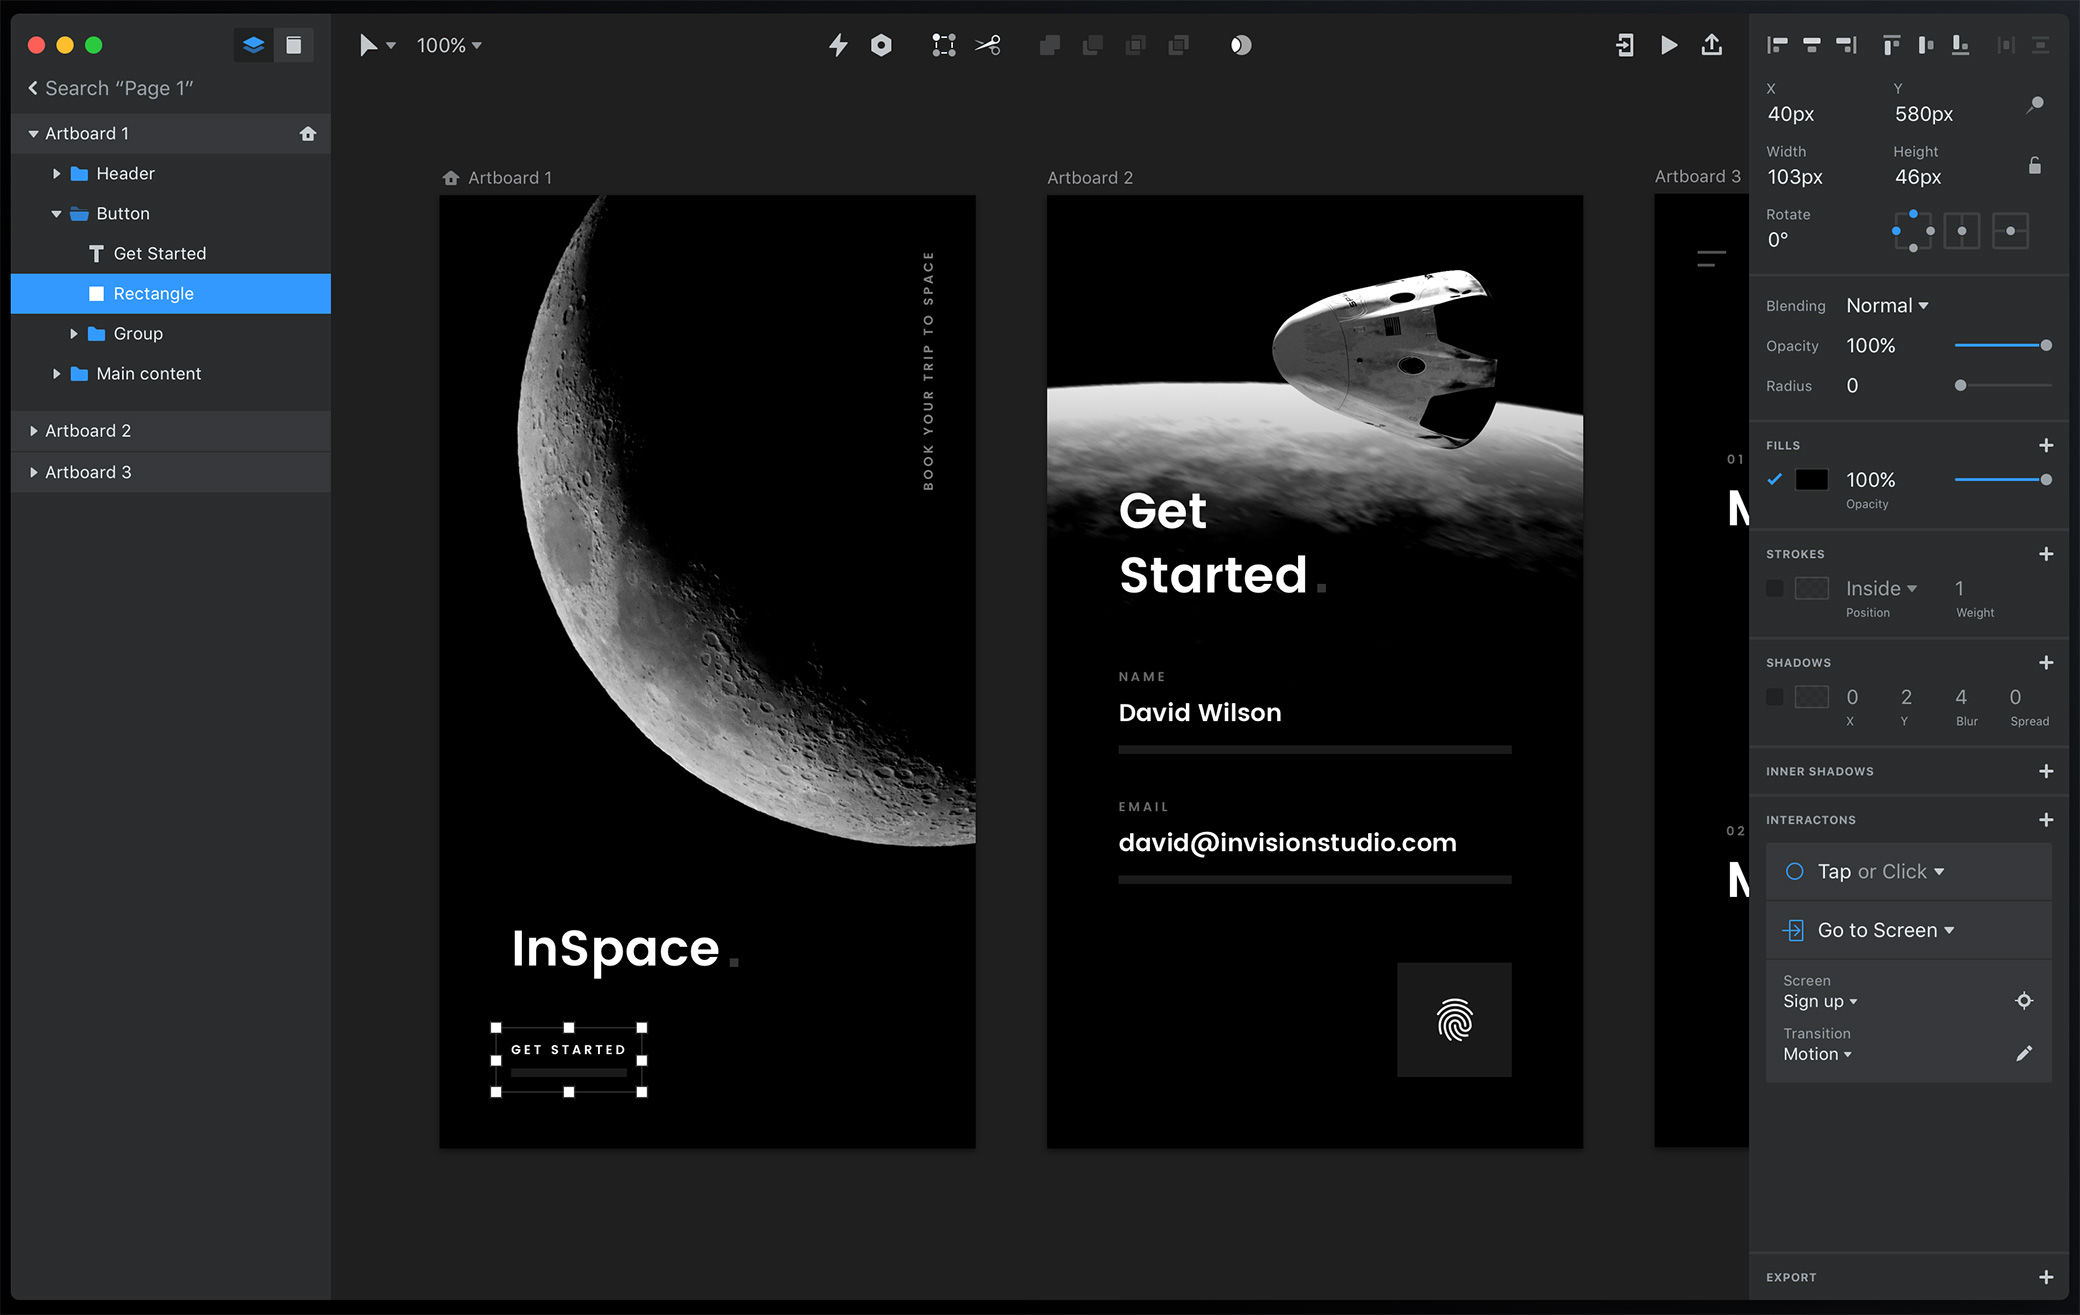 100%
Search “Page 1”
Artboard 1
Header
Button
Get Started
Rectangle
Group
Main content
Artboard 2
Artboard 3
Artboard 1
BOOK YOUR TRIP TO SPACE
InSpace.
GET STARTED
Artboard 2
Get
Started.
NAME
David Wilson
EMAIL
david@invisionstudio.com
Artboard 3
01
M
02
M
X Y
40px 580px
Width Height
103px 46px
Rotate
0°
Blending Normal
Opacity 100%
Radius 0
FILLS
100%
Opacity
STROKES
Inside 1
Position Weight
SHADOWS
0 2 4 0
X Y Blur Spread
INNER SHADOWS
INTERACTONS
Tap or Click
Go to Screen
Screen
Sign up
Transition
Motion
EXPORT